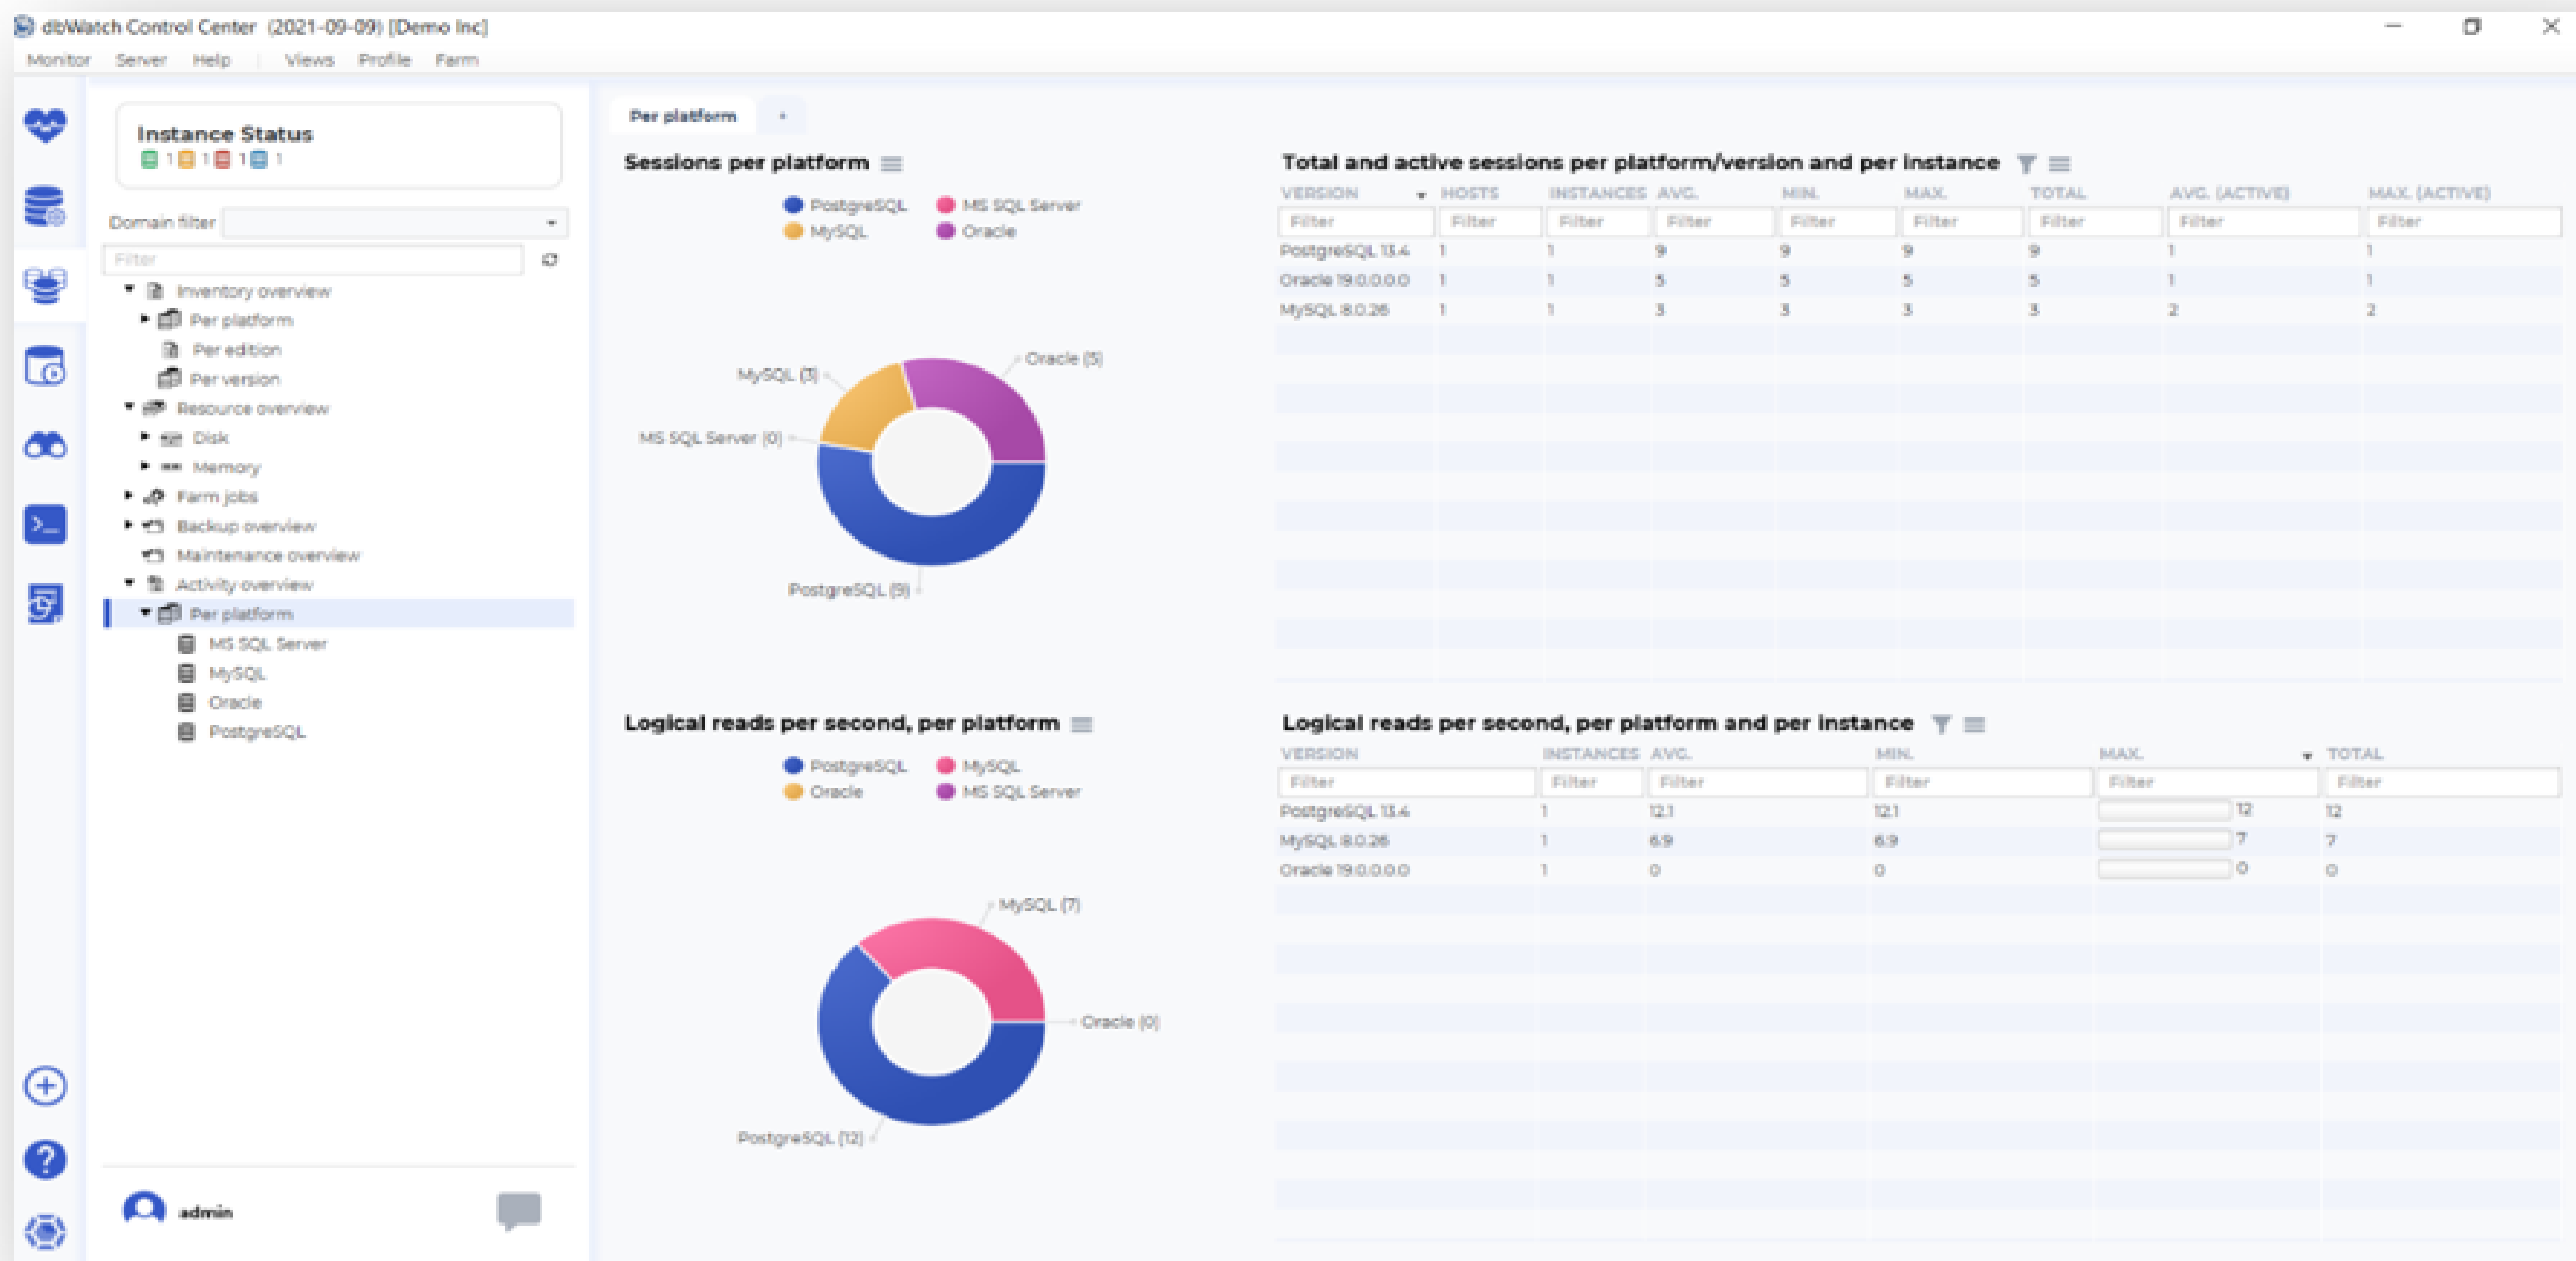 dbWatch Control Center (2021-09-09) [Demo Inc]
Monitor Server Help Views Profile Farm
Instance Status
1 1 1 1
Domain filter
Filter
Inventory overview
Per platform
Per edition
Per version
Resource overview
Disk
Memory
Farm jobs
Backup overview
Maintenance overview
Activity overview
Per platform
MS SQL Server
MySQL
Oracle
PostgreSQL
admin
Per platform +
Sessions per platform
PostgreSQL MS SQL Server
MySQL Oracle
Oracle (5)
MySQL (3)
MS SQL Server (0)
PostgreSQL (9)
Total and active sessions per platform/version and per instance
VERSION HOSTS INSTANCES AVG. MIN. MAX. TOTAL AVG. (ACTIVE) MAX. (ACTIVE)
Filter Filter Filter Filter Filter Filter Filter Filter Filter
PostgreSQL 13.4 1 1 9 9 9 9 1 1
Oracle 19.0.0.0.0 1 1 5 5 5 5 1 1
MySQL 8.0.26 1 1 3 3 3 3 2 2
Logical reads per second, per platform
PostgreSQL MySQL
Oracle MS SQL Server
MySQL (7)
Oracle (0)
PostgreSQL (12)
Logical reads per second, per platform and per instance
VERSION INSTANCES AVG. MIN. MAX. TOTAL
Filter Filter Filter Filter Filter Filter
PostgreSQL 13.4 1 12.1 12.1 12 12
MySQL 8.0.26 1 6.9 6.9 7 7
Oracle 19.0.0.0.0 1 0 0 0 0